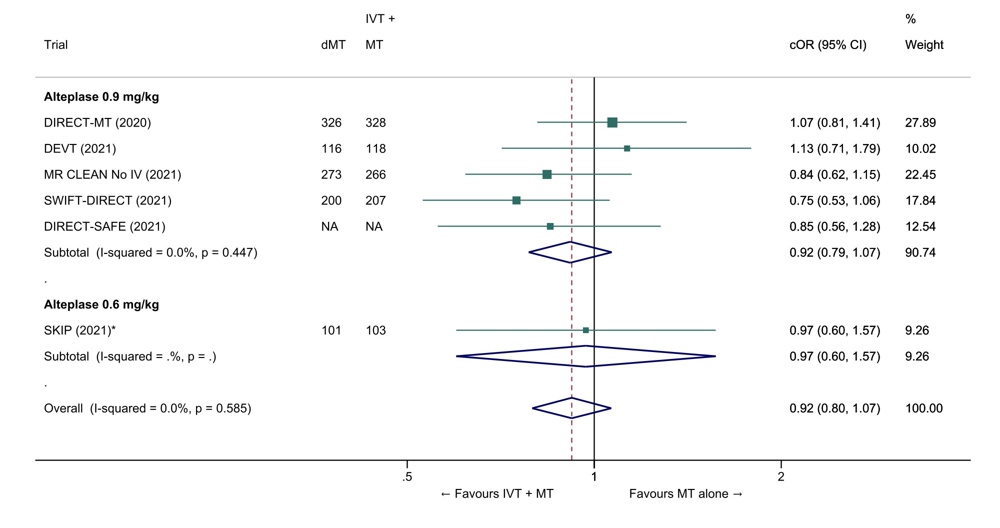 IVT + %
Trial dMT MT cOR (95% CI) Weight
Alteplase 0.9 mg/kg
DIRECT-MT (2020) 326 328 1.07 (0.81, 1.41) 27.89
DEVT (2021) 116 118 1.13 (0.71, 1.79) 10.02
MR CLEAN No IV (2021) 273 266 0.84 (0.62, 1.15) 22.45
SWIFT-DIRECT (2021) 200 207 0.75 (0.53, 1.06) 17.84
DIRECT-SAFE (2021) NA NA 0.85 (0.56, 1.28) 12.54
Subtotal (I-squared = 0.0%, p = 0.447) 0.92 (0.79, 1.07) 90.74
.
Alteplase 0.6 mg/kg
SKIP (2021)* 101 103 0.97 (0.60, 1.57) 9.26
Subtotal (I-squared = .%, p = .) 0.97 (0.60, 1.57) 9.26
.
Overall (I-squared = 0.0%, p = 0.585) 0.92 (0.80, 1.07) 100.00
.5 1 2
← Favours IVT + MT Favours MT alone →